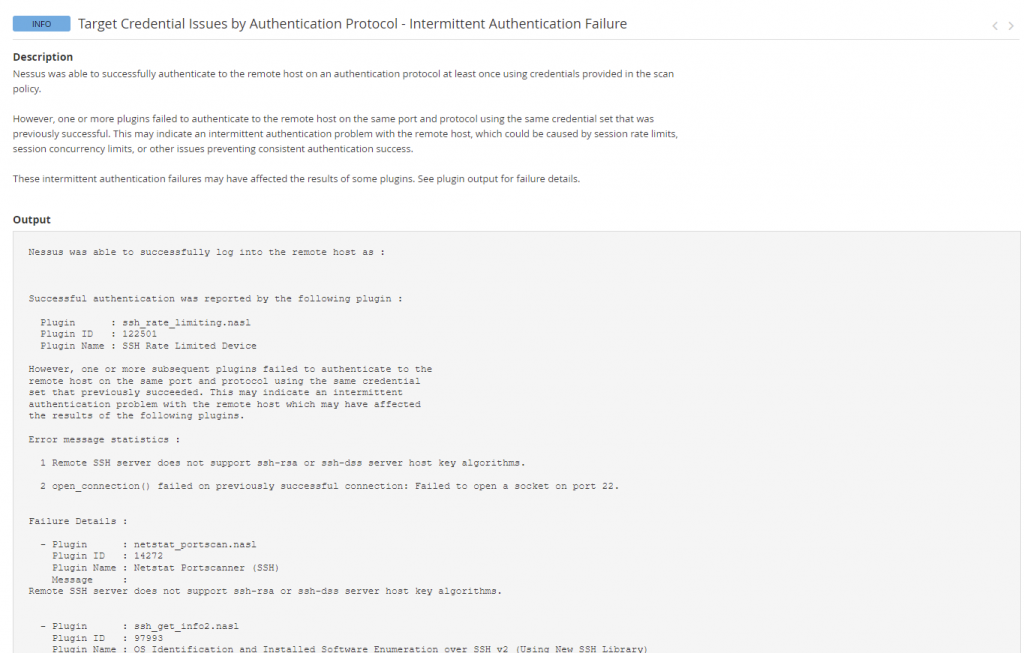 INFO Target Credential Issues by Authentication Protocol - Intermittent Authentication Failure
Description
Nessus was able to successfully authenticate to the remote host on an authentication protocol at least once using credentials provided in the scan
policy.
However, one or more plugins failed to authenticate to the remote host on the same port and protocol using the same credential set that was
previously successful. This may indicate an intermittent authentication problem with the remote host, which could be caused by session rate limits,
session concurrency limits, or other issues preventing consistent authentication success.
These intermittent authentication failures may have affected the results of some plugins. See plugin output for failure details.
Output
Nessus was able to successfully log into the remote host as :
Successful authentication was reported by the following plugin :
Plugin : ssh_rate_limiting.nasl
Plugin ID : 122501
Plugin Name : SSH Rate Limited Device
However, one or more subsequent plugins failed to authenticate to the
remote host on the same port and protocol using the same credential
set that previously succeeded. This may indicate an intermittent
authentication problem with the remote host which may have affected
the results of the following plugins.
Error message statistics :
1 Remote SSH server does not support ssh-rsa or ssh-dss server host key algorithms.
2 open_connection() failed on previously successful connection: Failed to open a socket on port 22.
Failure Details :
- Plugin : netstat_portscan.nasl
Plugin ID : 14272
Plugin Name : Netstat Portscanner (SSH)
Message :
Remote SSH server does not support ssh-rsa or ssh-dss server host key algorithms.
- Plugin : ssh_get_info2.nasl
Plugin ID : 97993
Plugin Name : OS Identification and Installed Software Enumeration over SSH v2 (Using New SSH Library)